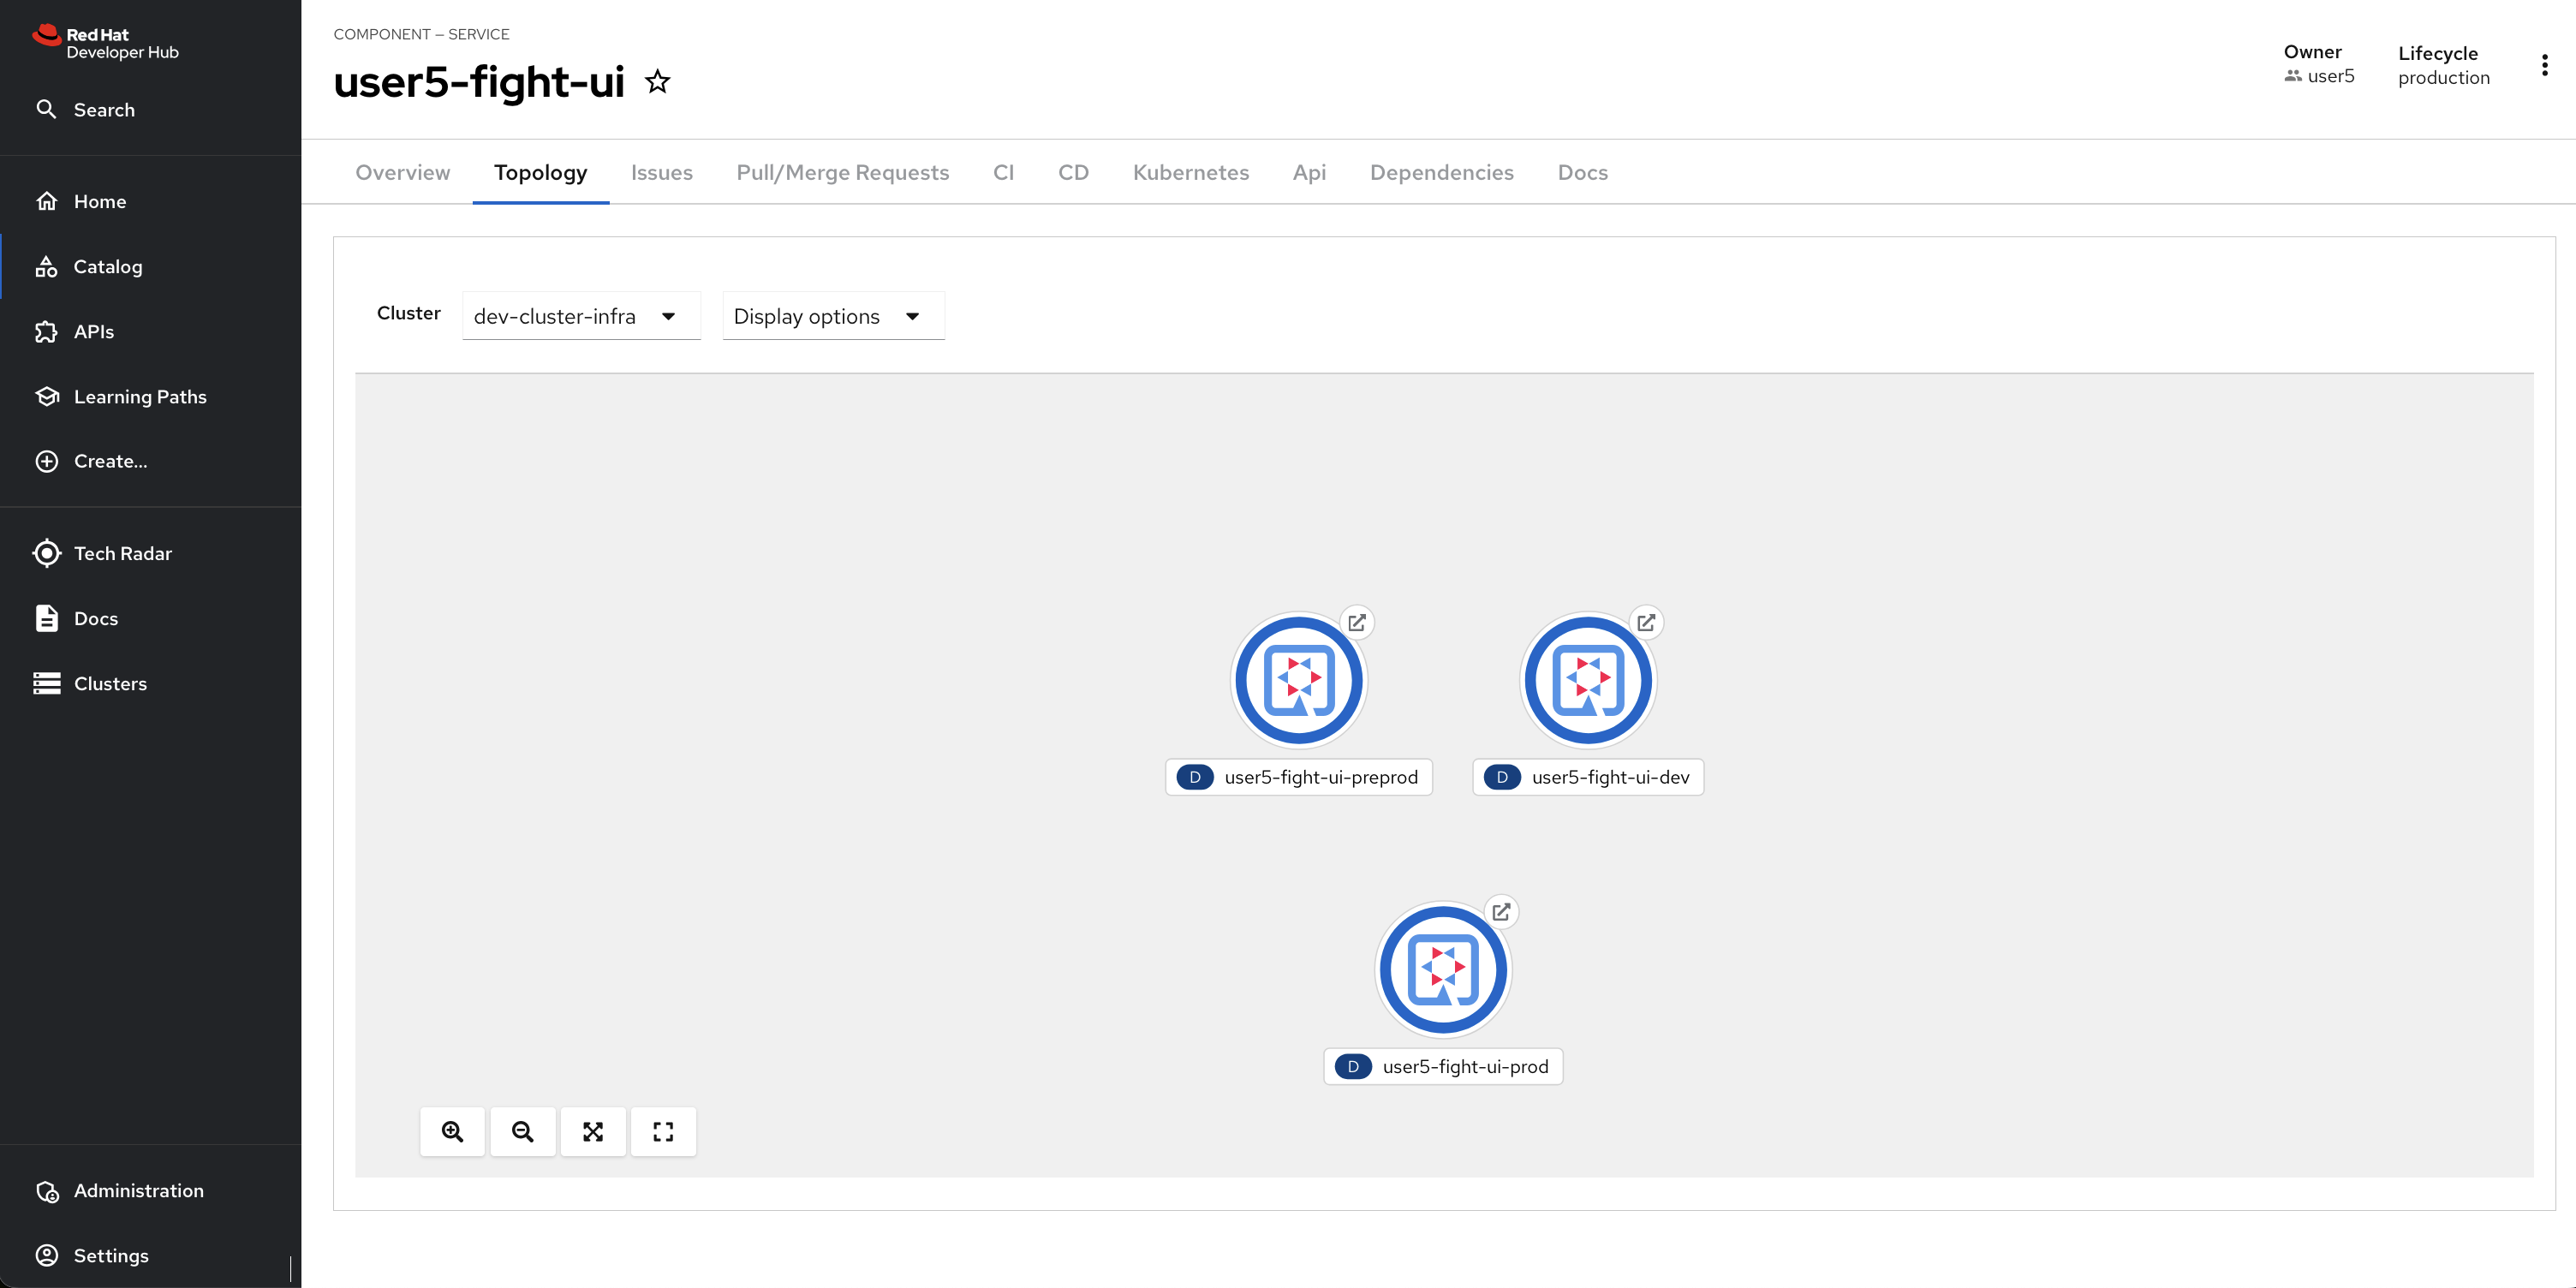 Red Hat
Developer Hub
Search
Home
Catalog
APIs
Learning Paths
Create...
Tech Radar
Docs
Clusters
Administration
Settings
COMPONENT — SERVICE
user5-fight-ui
Owner
user5
Lifecycle
production
Overview Topology Issues Pull/Merge Requests CI CD Kubernetes Api Dependencies Docs
Cluster dev-cluster-infra Display options
D user5-fight-ui-preprod
D user5-fight-ui-dev
D user5-fight-ui-prod